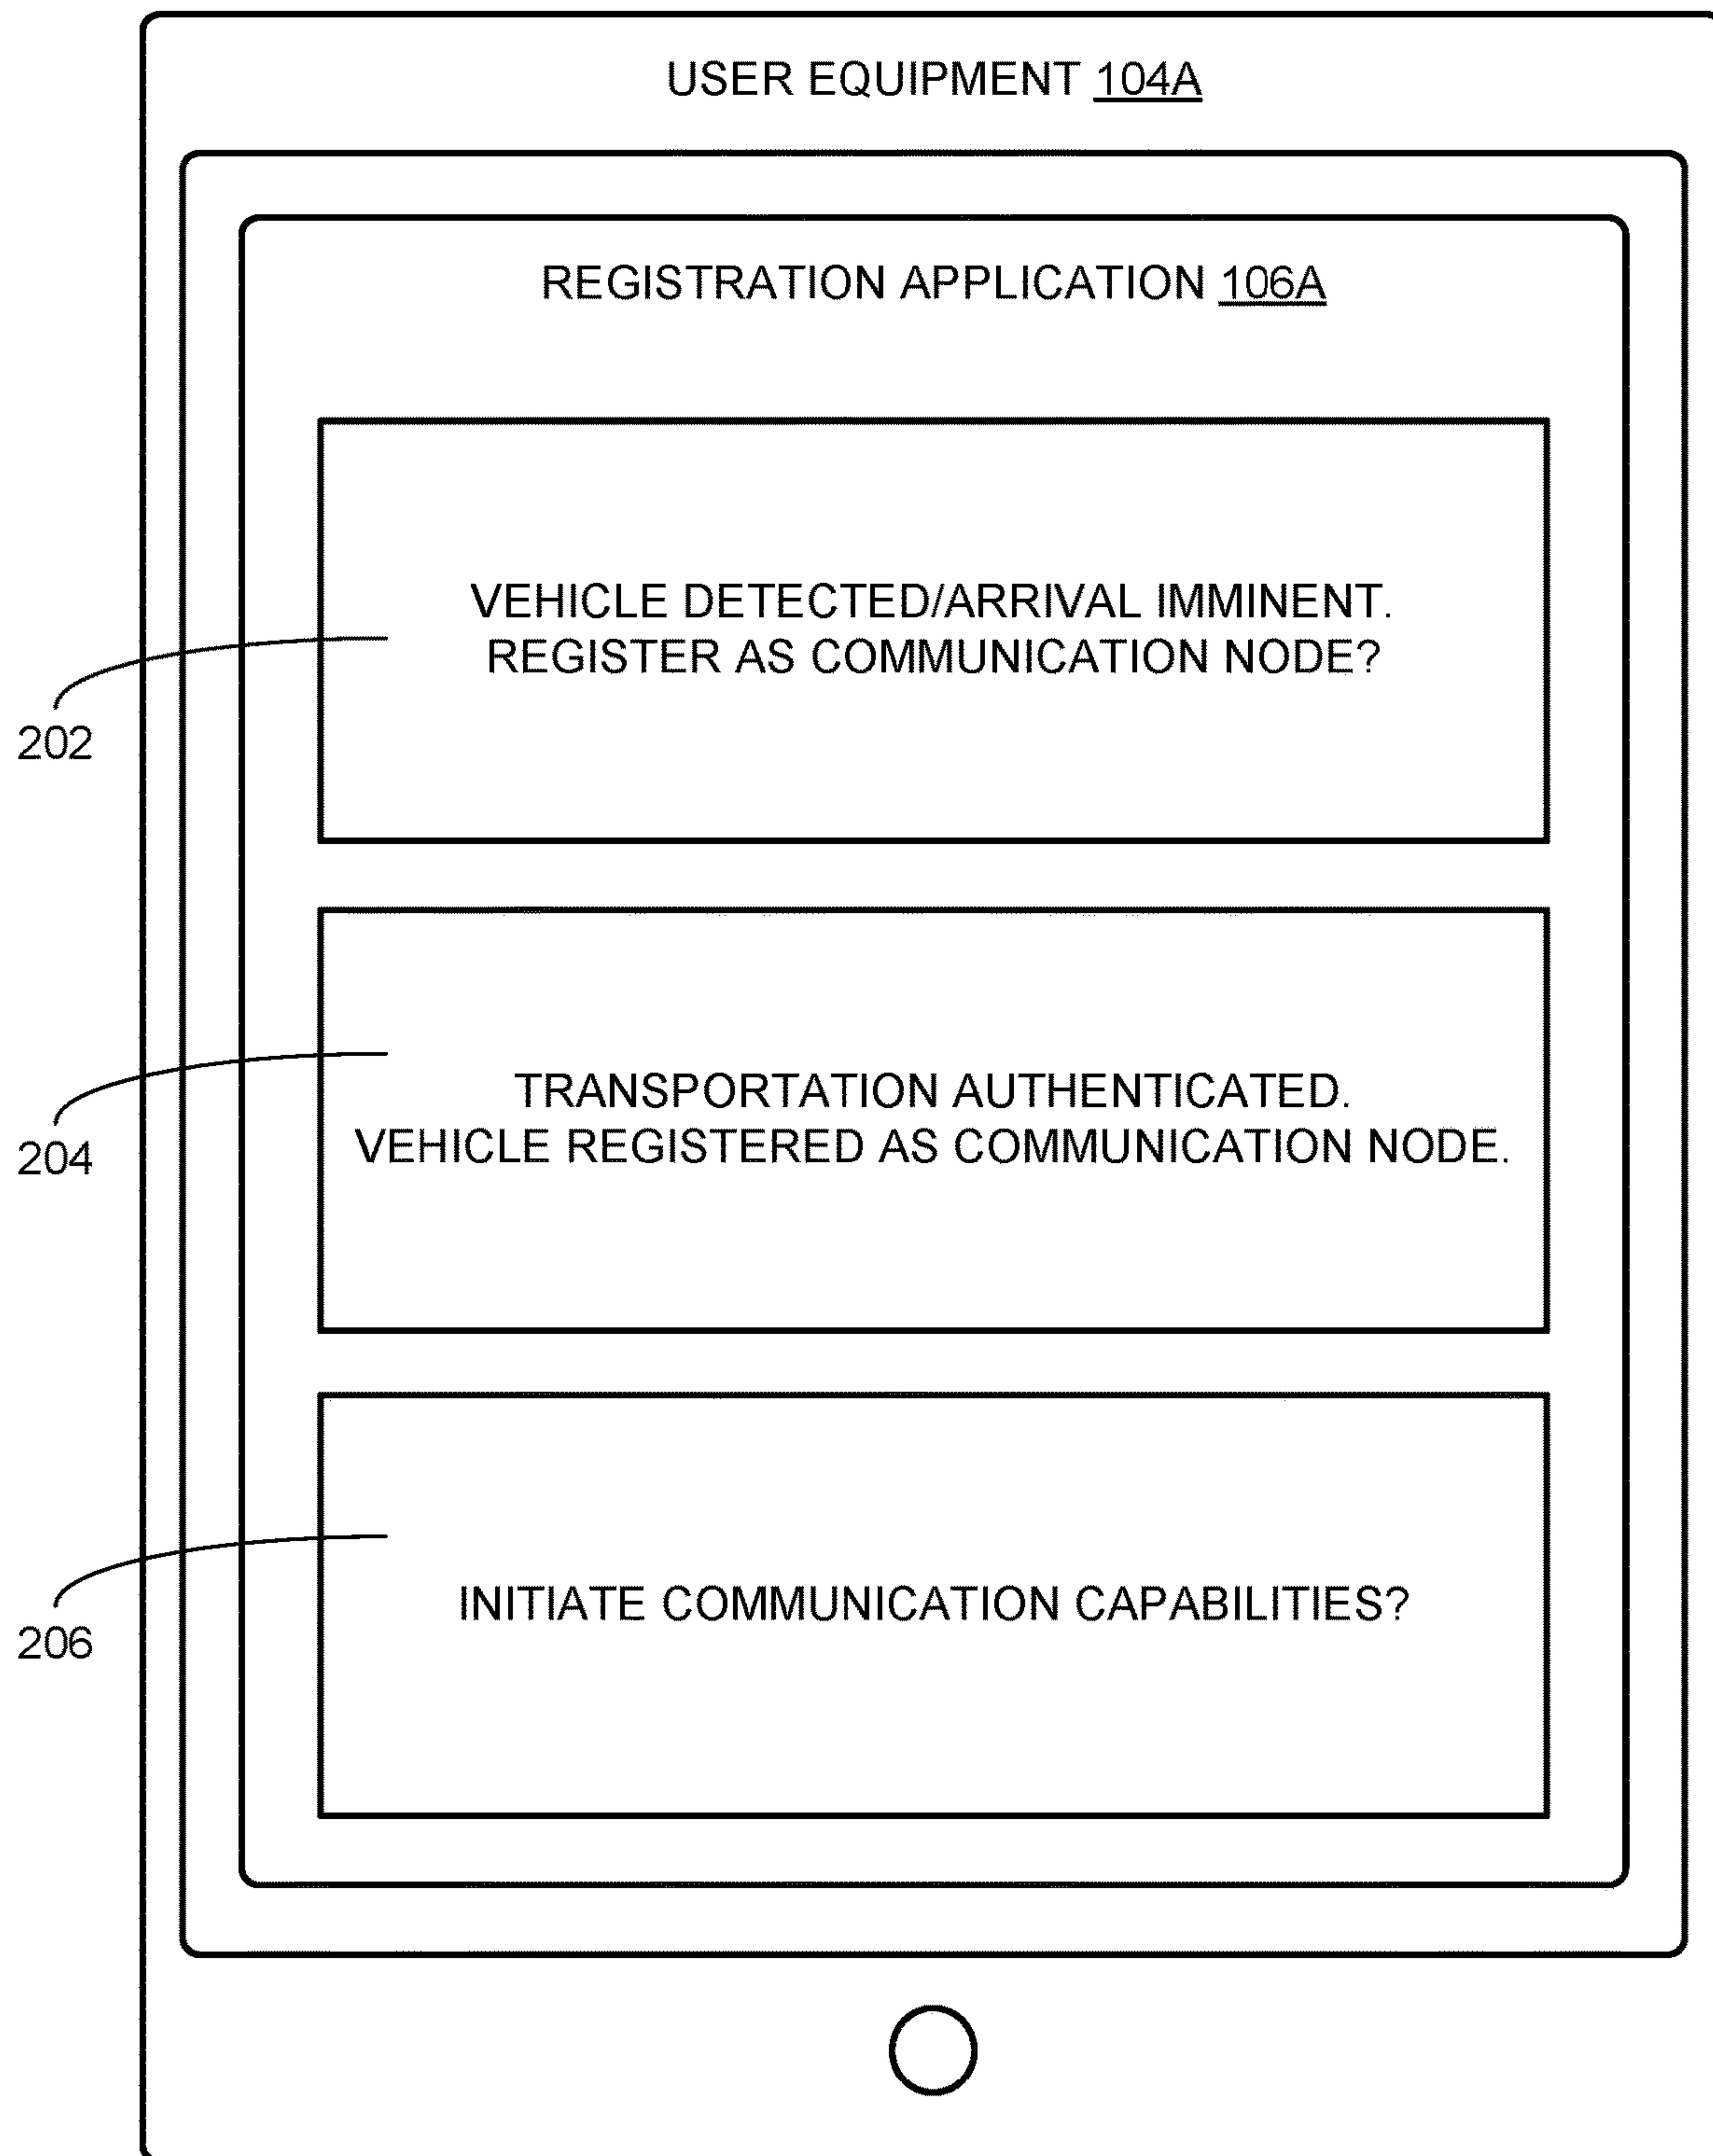 USER EQUIPMENT 104A
REGISTRATION APPLICATION 106A
VEHICLE DETECTED/ARRIVAL IMMINENT.
REGISTER AS COMMUNICATION NODE?
202
TRANSPORTATION AUTHENTICATED.
VEHICLE REGISTERED AS COMMUNICATION NODE.
204
INITIATE COMMUNICATION CAPABILITIES?
206